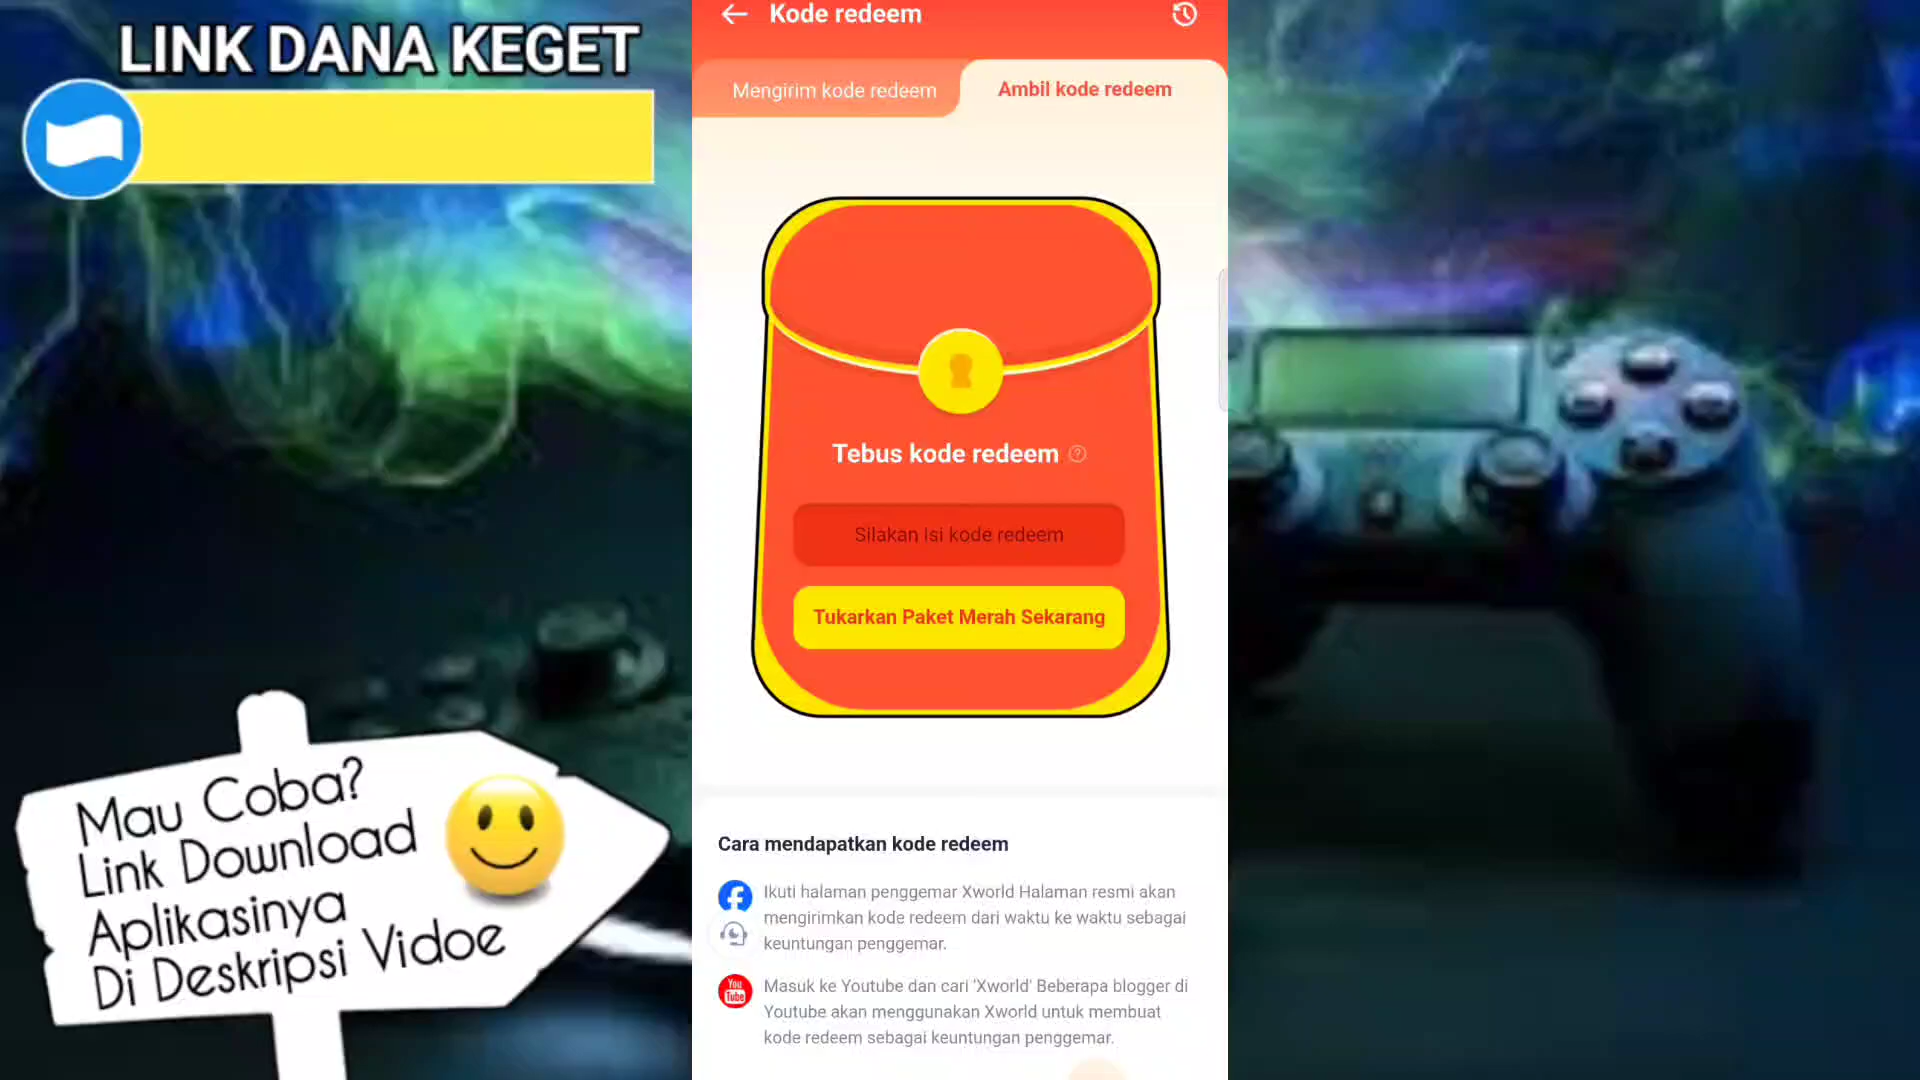 LINK DANA KEGET
Mau Coba?
Link Download
Aplikasinya
Di Deskripsi Vidoe
Kode redeem
Mengirim kode redeem
Ambil kode redeem
Tebus kode redeem
?
Silakan isi kode redeem
Tukarkan Paket Merah Sekarang
Cara mendapatkan kode redeem
Ikuti halaman penggemar Xworld Halaman resmi akan
mengirimkan kode redeem dari waktu ke waktu sebagai
keuntungan penggemar.
You
Tube
Masuk ke Youtube dan cari 'Xworld' Beberapa blogger di
Youtube akan menggunakan Xworld untuk membuat
kode redeem sebagai keuntungan penggemar.